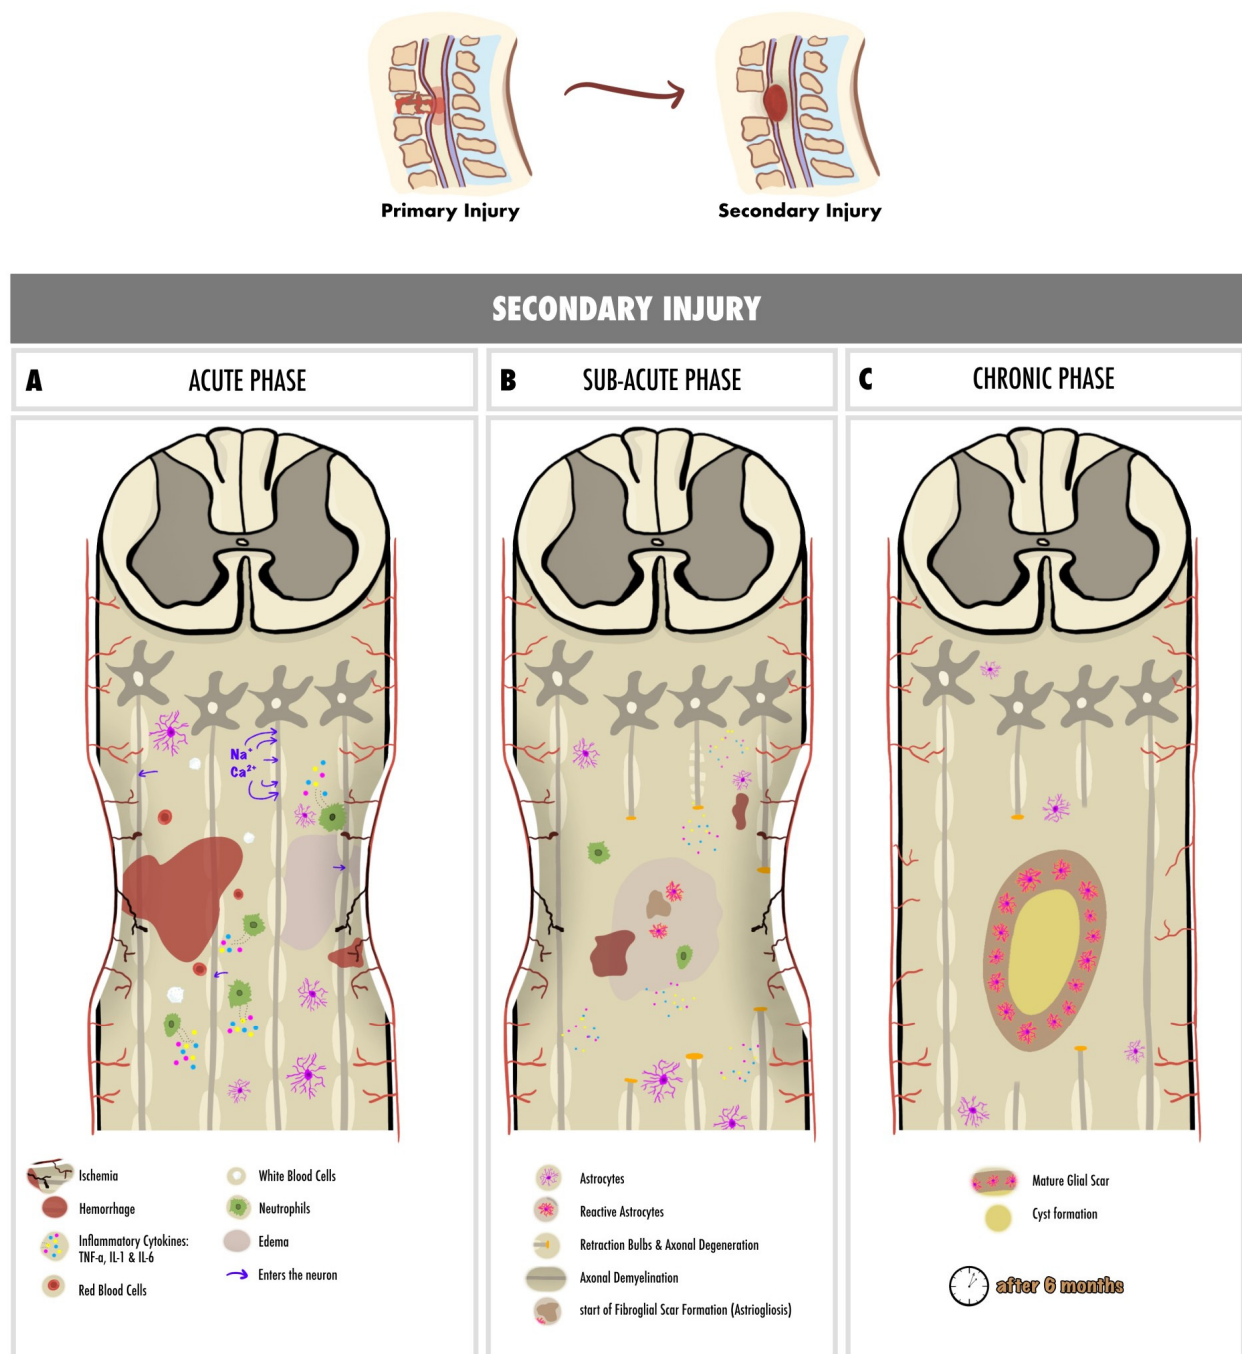 Primary Injury
Secondary Injury
SECONDARY INJURY
A
ACUTE PHASE
B
SUB-ACUTE PHASE
C
CHRONIC PHASE
Na+
Ca2+
Ischemia
Hemorrhage
Inflammatory Cytokines:
TNF-a, IL-1 & IL-6
Red Blood Cells
White Blood Cells
Neutrophils
Edema
Enters the neuron
Astrocytes
Reactive Astrocytes
Retraction Bulbs & Axonal Degeneration
Axonal Demyelination
start of Fibroglial Scar Formation (Astriogliosis)
Mature Glial Scar
Cyst formation
after 6 months